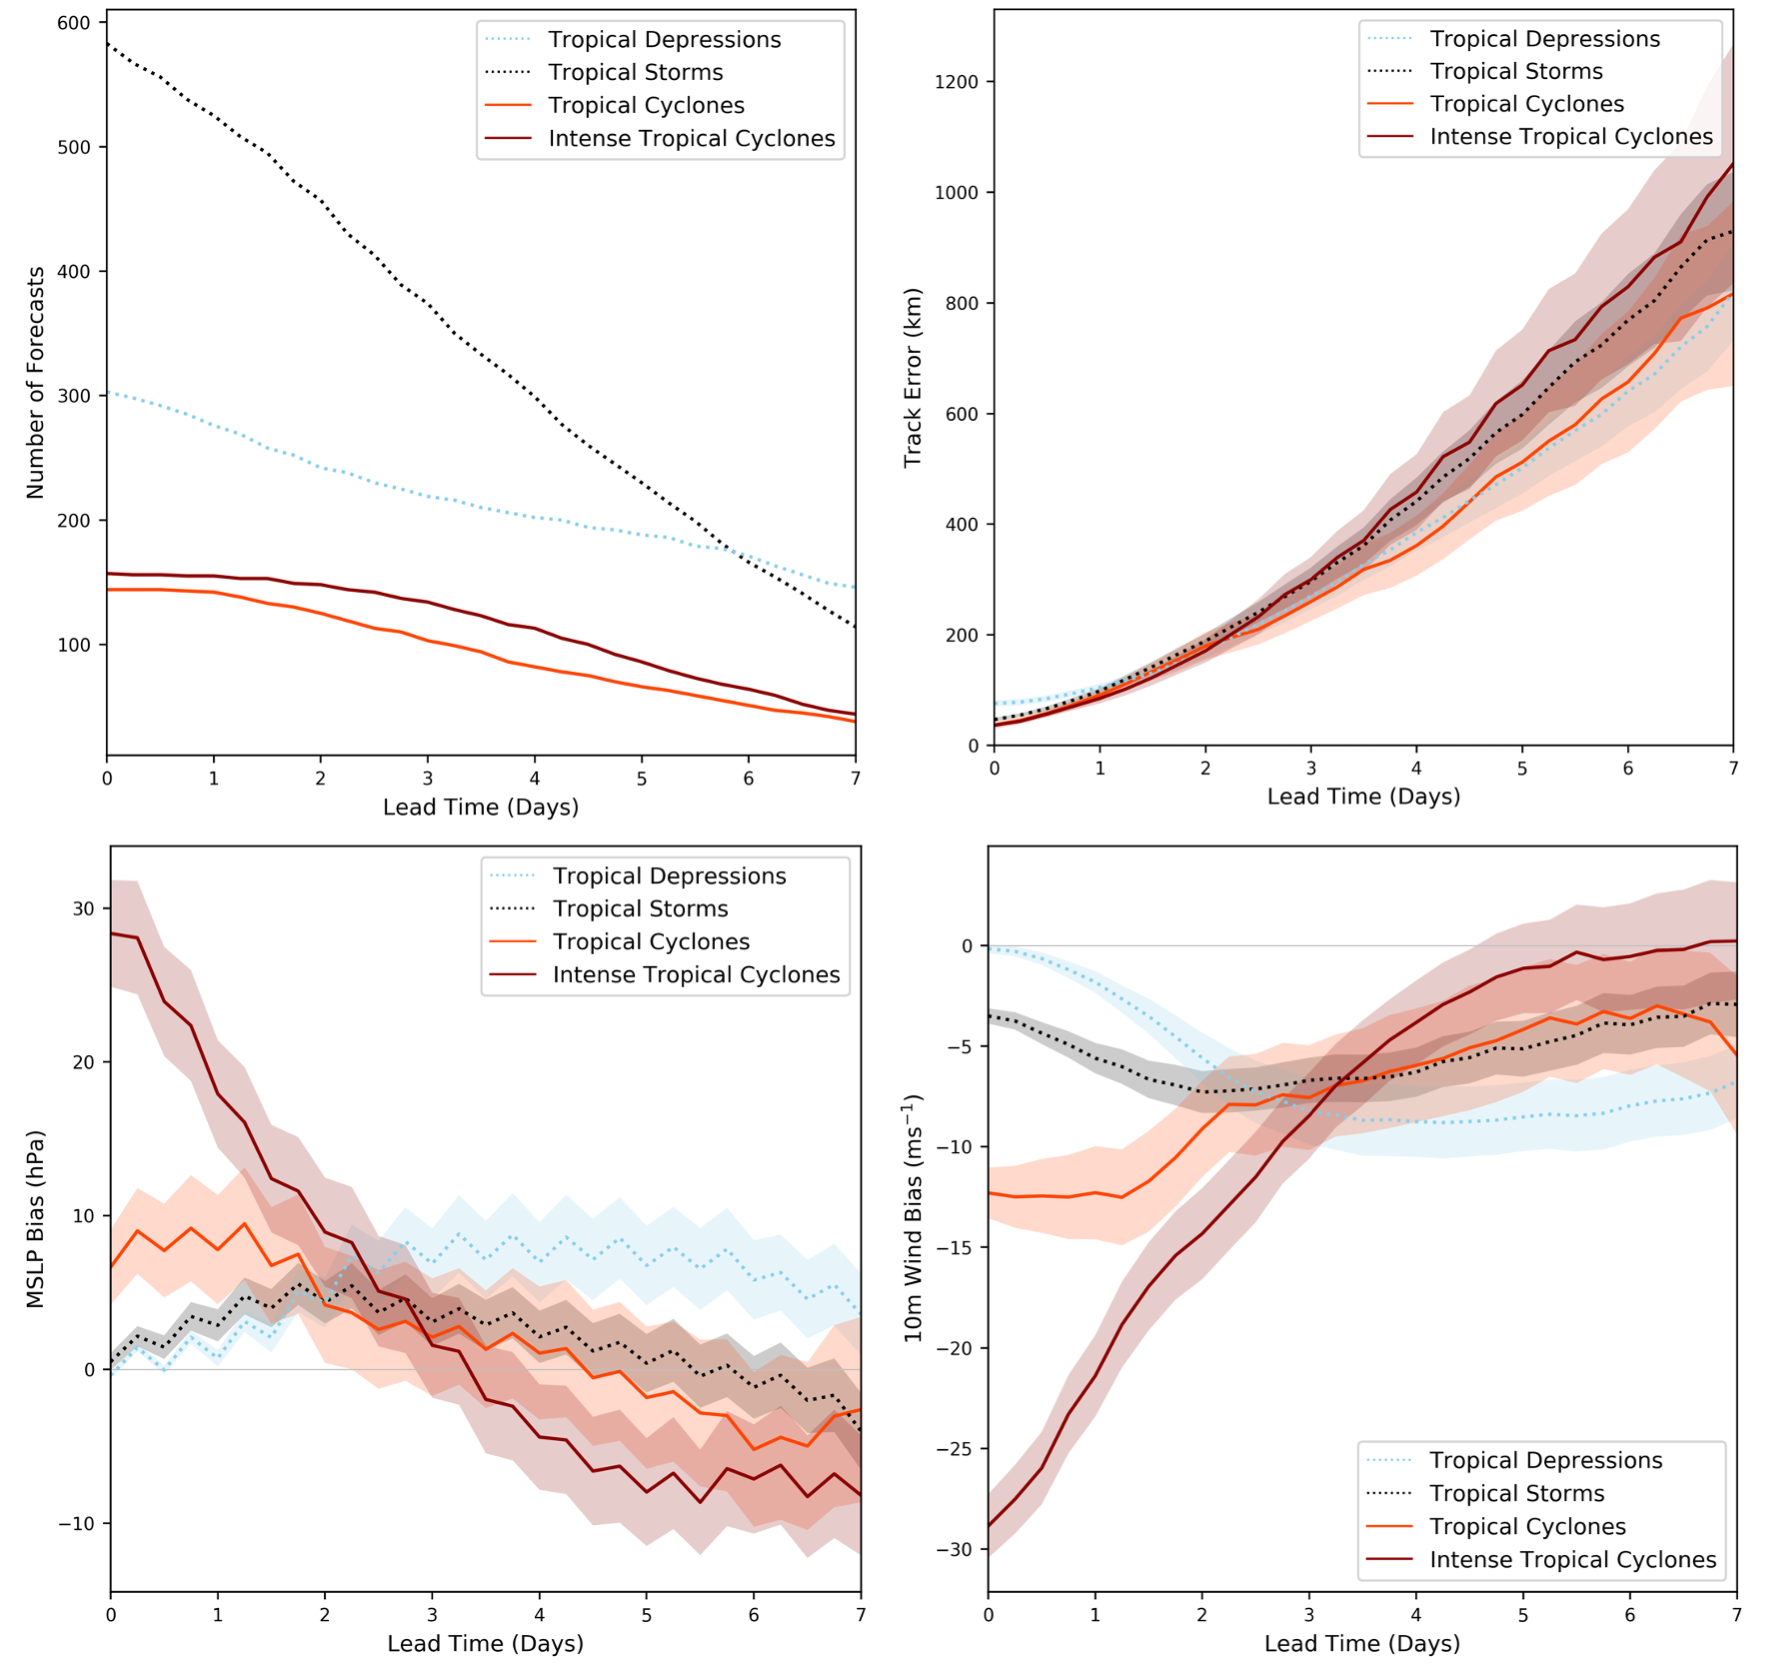 600
500
400
300
200
100
Number of Forecasts
0 1 2 3 4 5 6 7
Lead Time (Days)
Tropical Depressions
Tropical Storms
Tropical Cyclones
Intense Tropical Cyclones
1200
1000
800
600
400
200
0
Track Error (km)
0 1 2 3 4 5 6 7
Lead Time (Days)
Tropical Depressions
Tropical Storms
Tropical Cyclones
Intense Tropical Cyclones
30
20
10
0
−10
MSLP Bias (hPa)
0 1 2 3 4 5 6 7
Lead Time (Days)
Tropical Depressions
Tropical Storms
Tropical Cyclones
Intense Tropical Cyclones
0
−5
−10
−15
−20
−25
−30
10m Wind Bias (ms⁻¹)
0 1 2 3 4 5 6 7
Lead Time (Days)
Tropical Depressions
Tropical Storms
Tropical Cyclones
Intense Tropical Cyclones